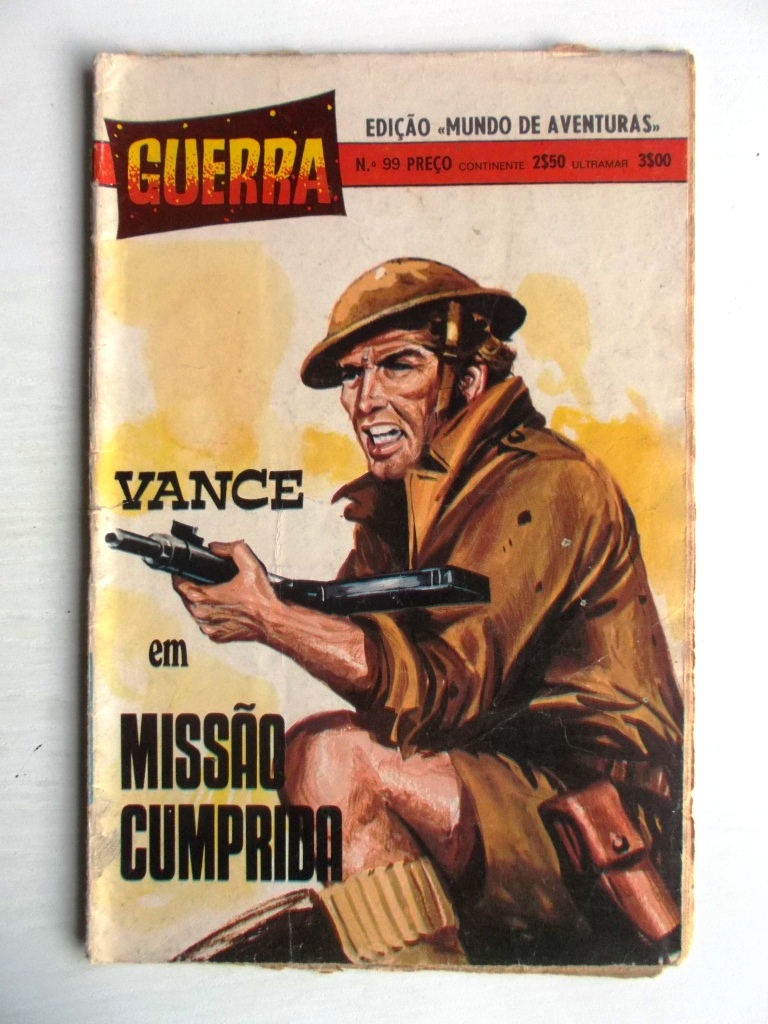 GUERRA
EDIÇÃO «MUNDO DE AVENTURAS»
N.º 99 PREÇO CONTINENTE 2$50 ULTRAMAR 3$00
VANCE
em
MISSÃO
CUMPRIDA